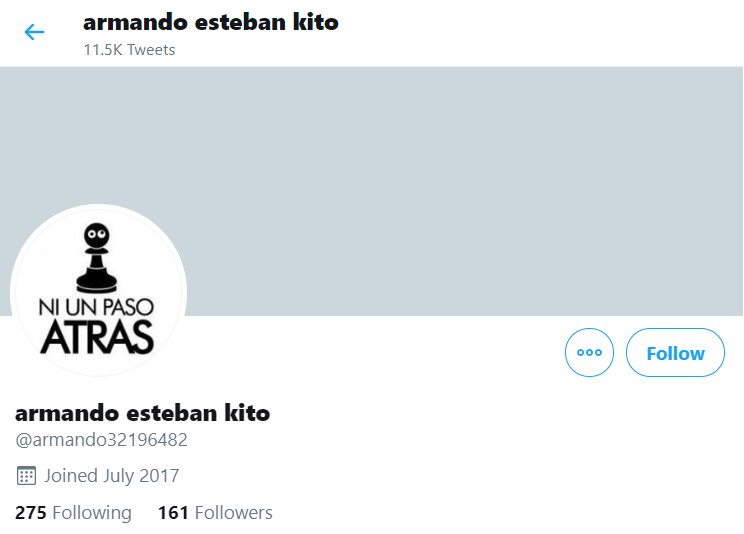 armando esteban kito
11.5K Tweets
NI UN PASO
ATRAS
Follow
armando esteban kito
@armando32196482
Joined July 2017
275 Following 161 Followers